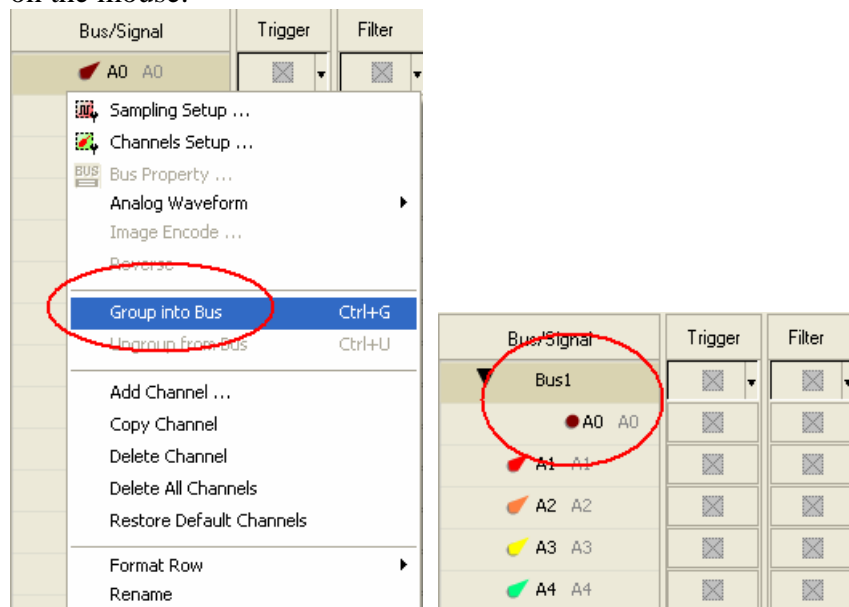 on the mouse.
Bus/Signal Trigger Filter
A0 A0
Sampling Setup ...
Channels Setup ...
BUS Bus Property ...
Analog Waveform
Image Encode ...
Reverse
Group into Bus Ctrl+G
Ungroup from Bus Ctrl+U
Add Channel ...
Copy Channel
Delete Channel
Delete All Channels
Restore Default Channels
Format Row
Rename
Bus/Signal Trigger Filter
Bus1
A0 A0
A1 A1
A2 A2
A3 A3
A4 A4